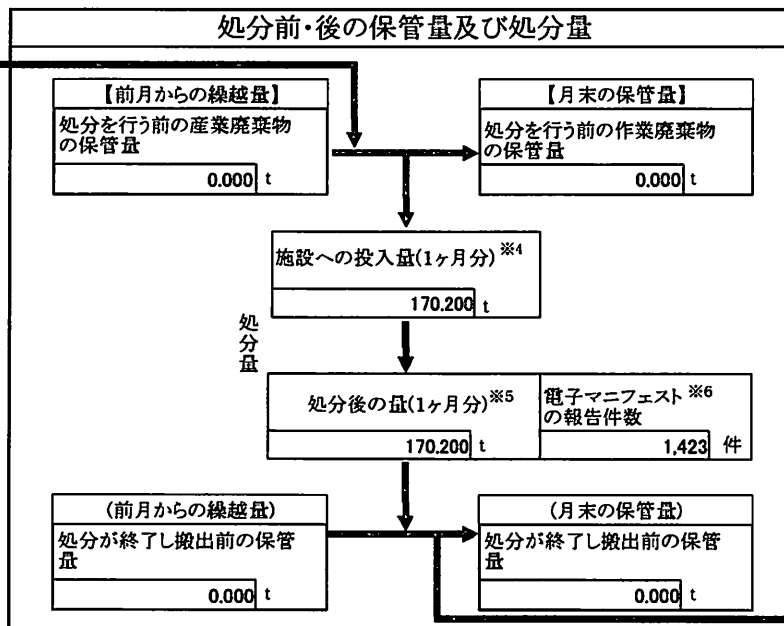 処分前・後の保管量及び処分量
【前月からの繰越量】
処分を行う前の産業廃棄物
の保管量
0.000 t
【月末の保管量】
処分を行う前の作業廃棄物
の保管量
0.000 t
施設への投入量(1ヶ月分)※4
170.200 t
処分量
処分後の量(1ヶ月分)※5
170.200 t
電子マニフェスト※6
の報告件数
1,423 件
(前月からの繰越量)
処分が終了し搬出前の保管
量
0.000 t
(月末の保管量)
処分が終了し搬出前の保管
量
0.000 t